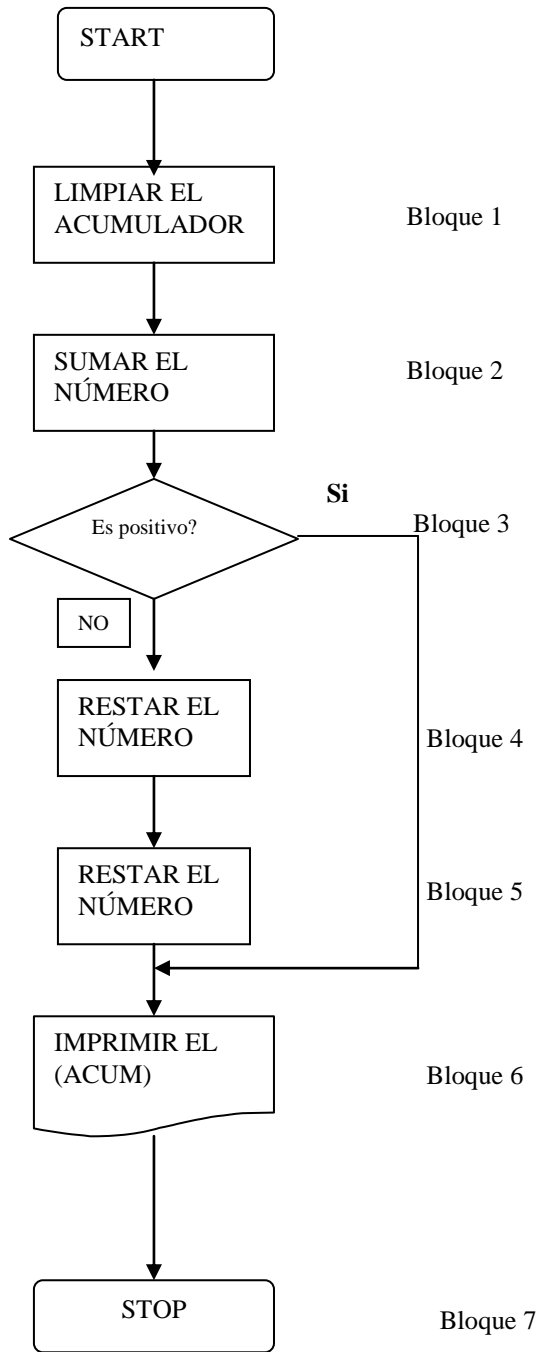 START
LIMPIAR EL
ACUMULADOR
Bloque 1
SUMAR EL
NÚMERO
Bloque 2
Si
Es positivo?
Bloque 3
NO
RESTAR EL
NÚMERO
Bloque 4
RESTAR EL
NÚMERO
Bloque 5
IMPRIMIR EL
(ACUM)
Bloque 6
STOP
Bloque 7